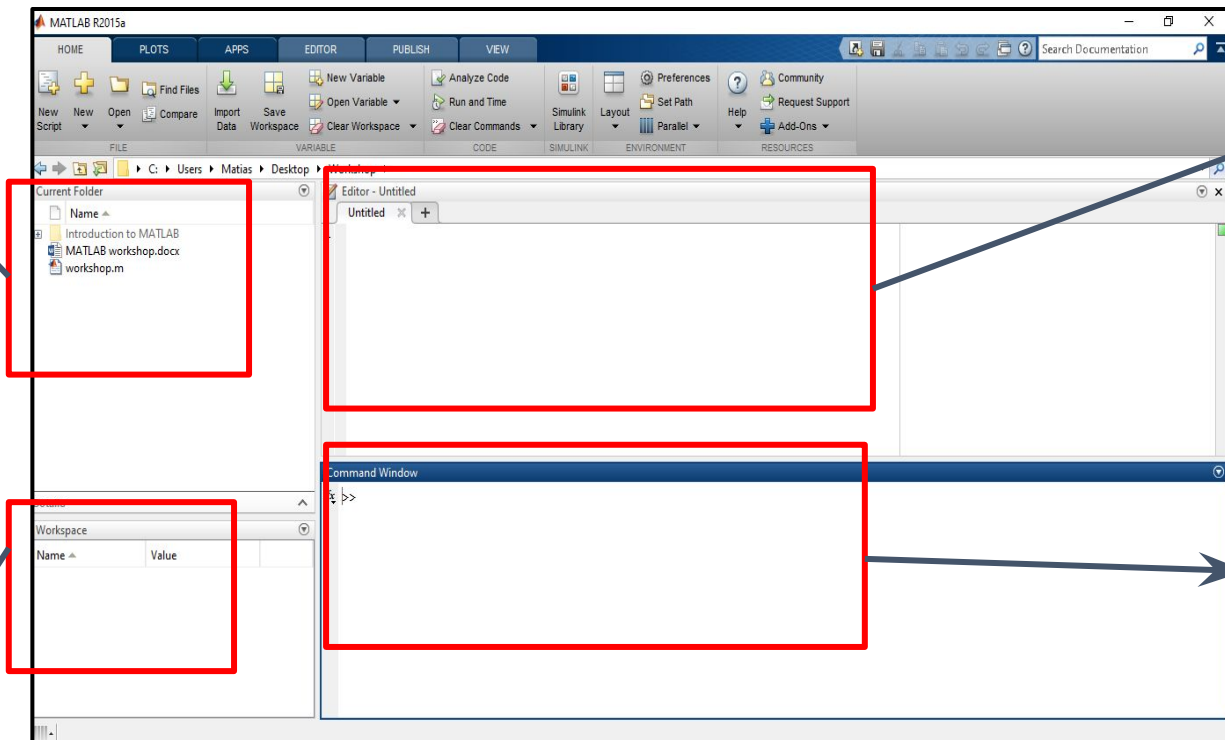 MATLAB R2015a
HOME PLOTS APPS EDITOR PUBLISH VIEW
Search Documentation
New Script
New
Open
Find Files
Compare
Import Data
Save Workspace
New Variable
Open Variable
Clear Workspace
Analyze Code
Run and Time
Clear Commands
Simulink Library
Layout
Preferences
Set Path
Parallel
Help
Community
Request Support
Add-Ons
FILE VARIABLE CODE SIMULINK ENVIRONMENT RESOURCES
C: Users Matias Desktop Workshop
Current Folder
Name
Introduction to MATLAB
MATLAB workshop.docx
workshop.m
Editor - Untitled
Untitled +
Command Window
fx >>
Details
Workspace
Name Value